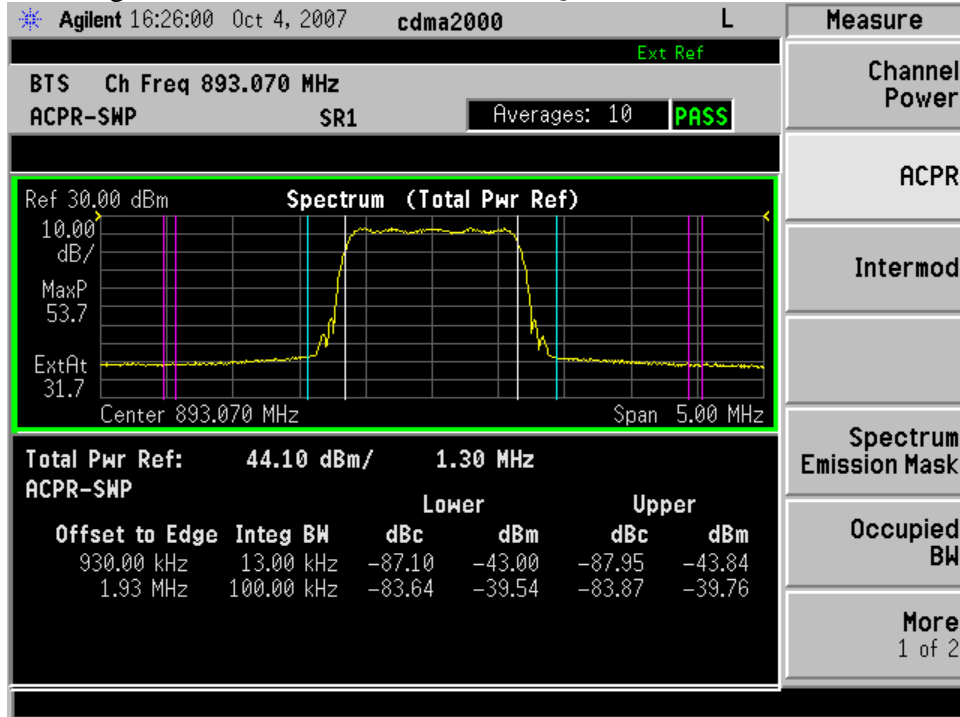 Agilent 16:26:00 Oct 4, 2007 cdma2000 L
Measure
Ext Ref
BTS Ch Freq 893.070 MHz
ACPR-SWP SR1 Averages: 10 PASS
Channel
Power
ACPR
Intermod
Spectrum
Emission Mask
Occupied
BW
More
1 of 2
Ref 30.00 dBm Spectrum (Total Pwr Ref)
10.00
dB/
MaxP
53.7
ExtAt
31.7
Center 893.070 MHz Span 5.00 MHz
Total Pwr Ref: 44.10 dBm/ 1.30 MHz
ACPR-SWP
Lower Upper
Offset to Edge Integ BW dBc dBm dBc dBm
930.00 kHz 13.00 kHz -87.10 -43.00 -87.95 -43.84
1.93 MHz 100.00 kHz -83.64 -39.54 -83.87 -39.76